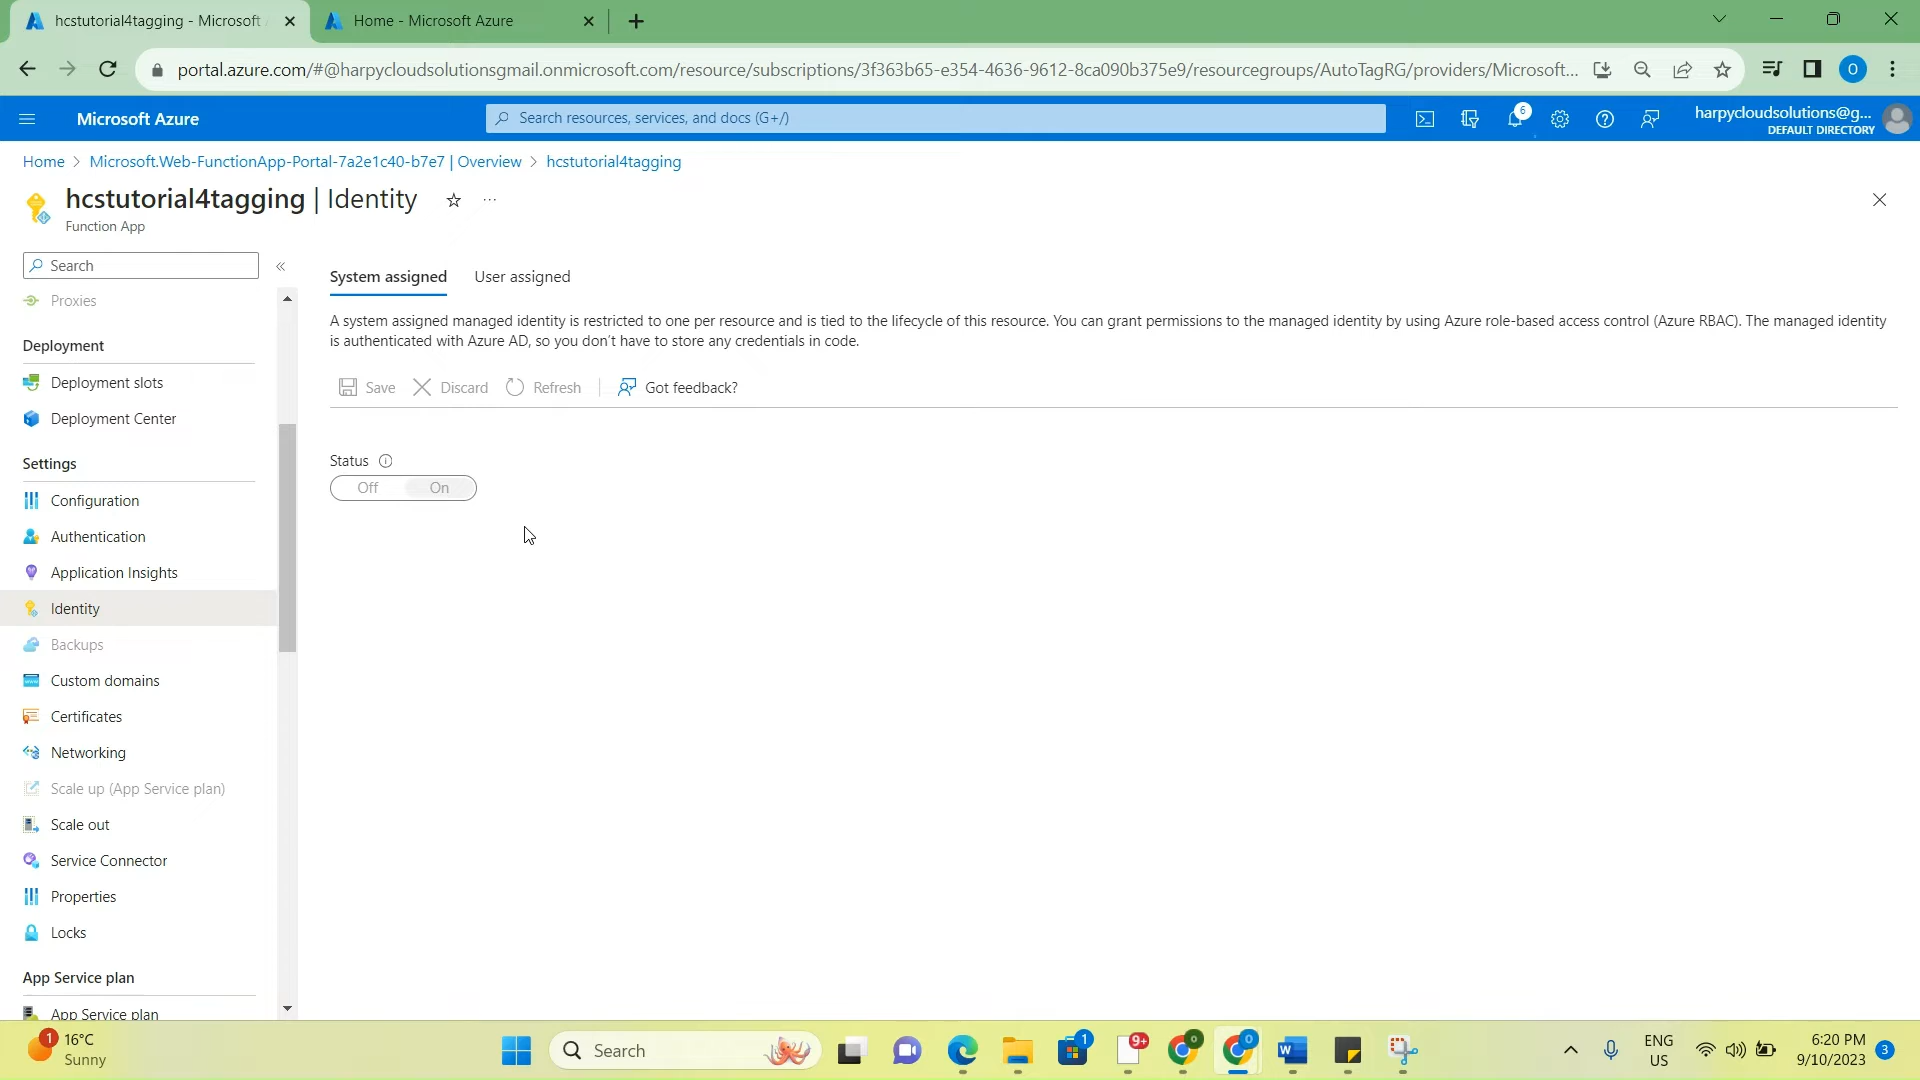 hcstutorial4tagging - Microsoft
Home - Microsoft Azure
portal.azure.com/#@harpycloudsolutionsgmail.onmicrosoft.com/resource/subscriptions/3f363b65-e354-4636-9612-8ca090b375e9/resourcegroups/AutoTagRG/providers/Microsoft...
O
Microsoft Azure
Search resources, services, and docs (G+/)
6
harpycloudsolutions@g...
DEFAULT DIRECTORY
Home > Microsoft.Web-FunctionApp-Portal-7a2e1c40-b7e7 | Overview > hcstutorial4tagging
hcstutorial4tagging | Identity
Function App
Search
Proxies
Deployment
Deployment slots
Deployment Center
Settings
Configuration
Authentication
Application Insights
Identity
Backups
Custom domains
Certificates
Networking
Scale up (App Service plan)
Scale out
Service Connector
Properties
Locks
App Service plan
App Service plan
System assigned
User assigned
A system assigned managed identity is restricted to one per resource and is tied to the lifecycle of this resource. You can grant permissions to the managed identity by using Azure role-based access control (Azure RBAC). The managed identity
is authenticated with Azure AD, so you don't have to store any credentials in code.
Save
Discard
Refresh
Got feedback?
Status
Off
On
1
16°C
Sunny
Search
1
9+
ENG
US
6:20 PM
9/10/2023
3